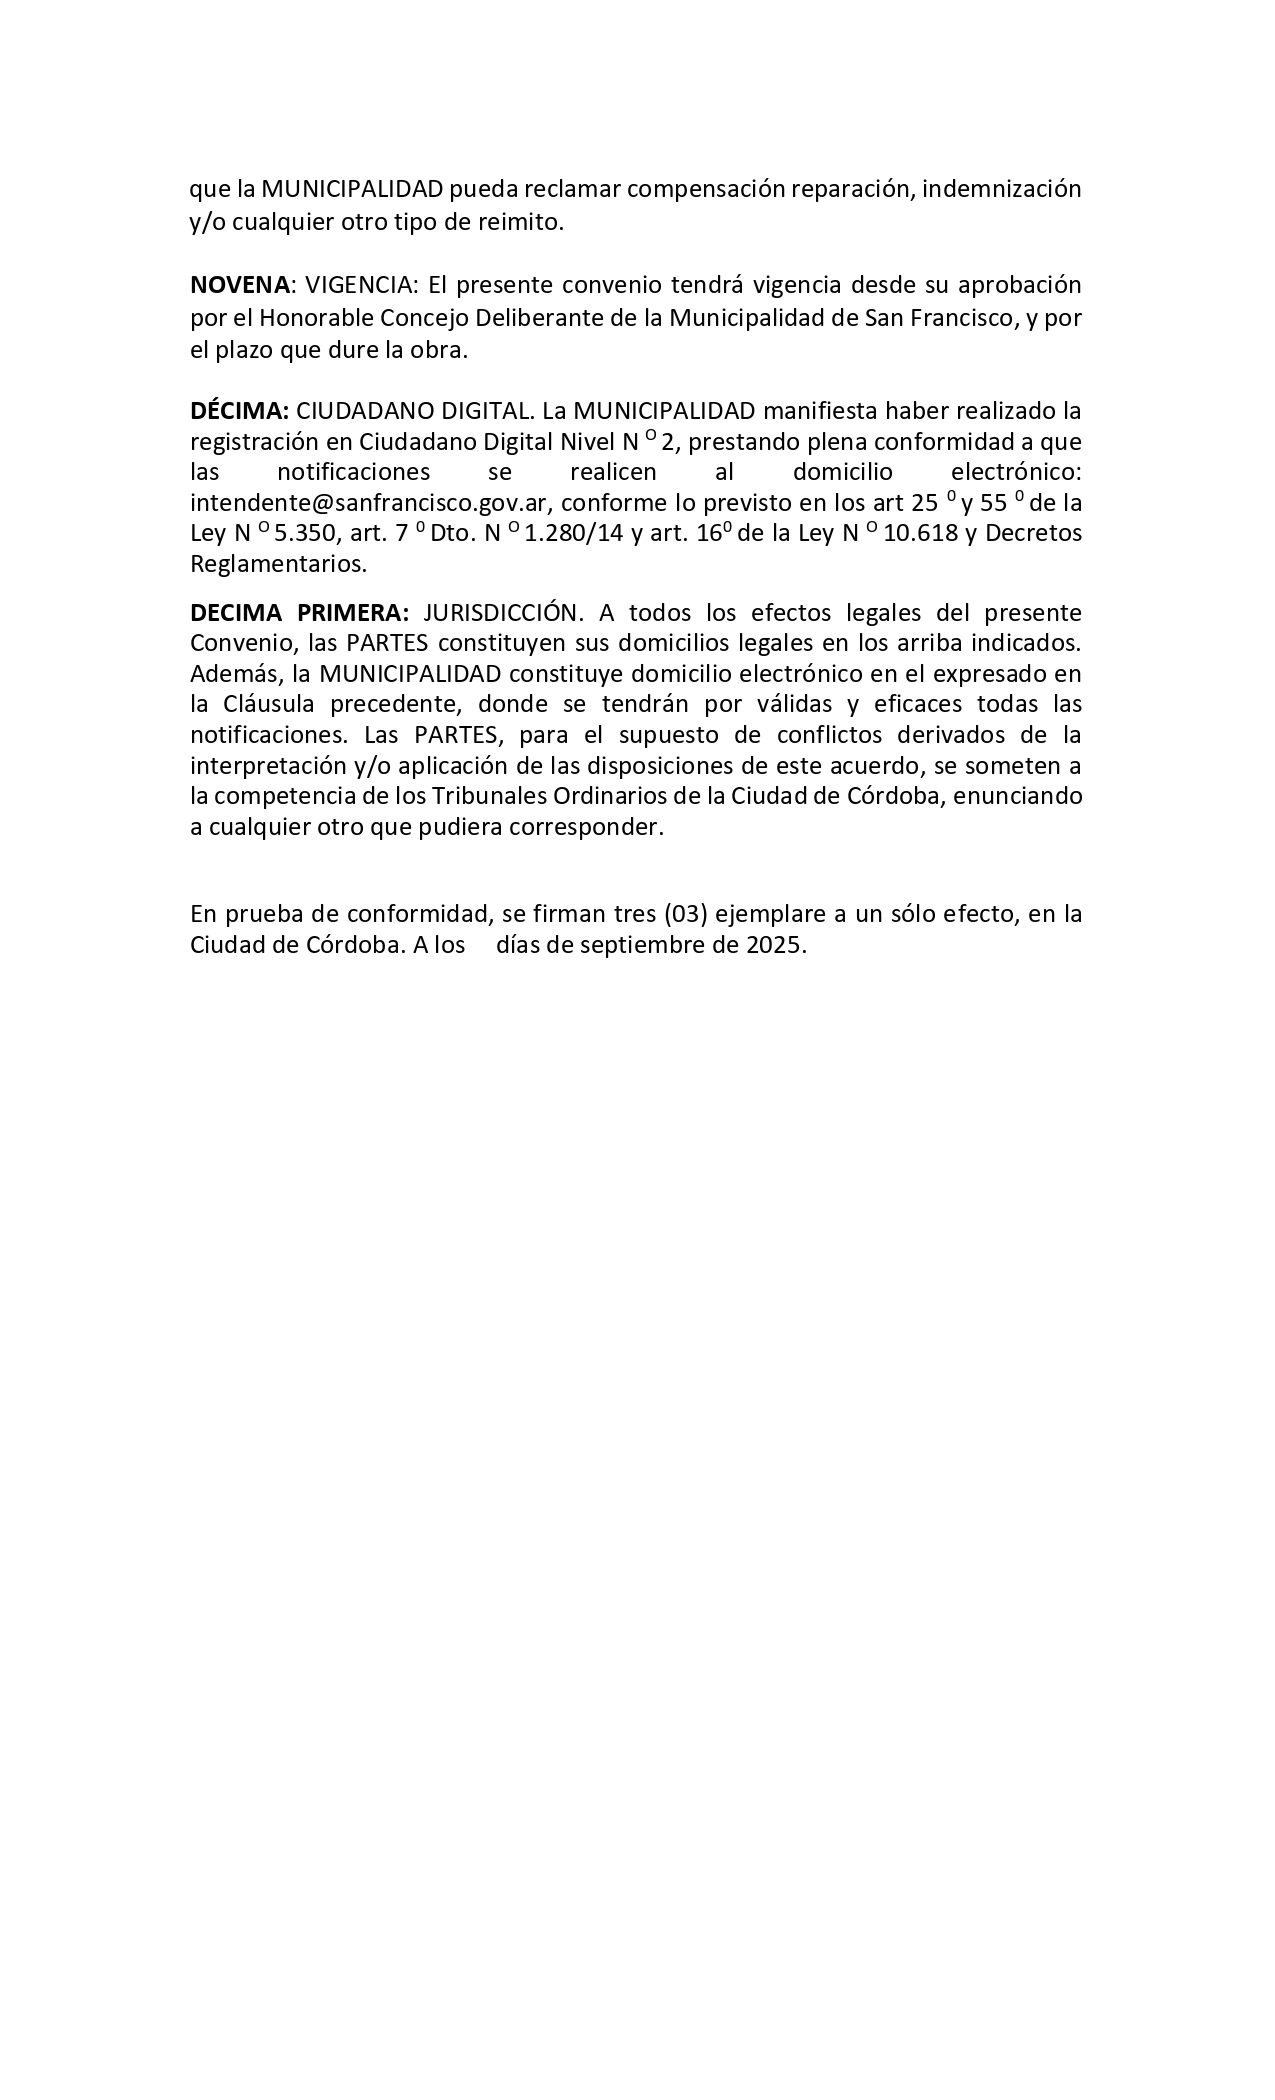 que la MUNICIPALIDAD pueda reclamar compensación reparación, indemnización
y/o cualquier otro tipo de reimito.
NOVENA: VIGENCIA: El presente convenio tendrá vigencia desde su aprobación
por el Honorable Concejo Deliberante de la Municipalidad de San Francisco, y por
el plazo que dure la obra.
DÉCIMA: CIUDADANO DIGITAL. La MUNICIPALIDAD manifiesta haber realizado la
registración en Ciudadano Digital Nivel N O 2, prestando plena conformidad a que
las notificaciones se realicen al domicilio electrónico:
intendente@sanfrancisco.gov.ar, conforme lo previsto en los art 25 0 y 55 0 de la
Ley N O 5.350, art. 7 0 Dto. N O 1.280/14 y art. 160 de la Ley N O 10.618 y Decretos
Reglamentarios.
DECIMA PRIMERA: JURISDICCIÓN. A todos los efectos legales del presente
Convenio, las PARTES constituyen sus domicilios legales en los arriba indicados.
Además, la MUNICIPALIDAD constituye domicilio electrónico en el expresado en
la Cláusula precedente, donde se tendrán por válidas y eficaces todas las
notificaciones. Las PARTES, para el supuesto de conflictos derivados de la
interpretación y/o aplicación de las disposiciones de este acuerdo, se someten a
la competencia de los Tribunales Ordinarios de la Ciudad de Córdoba, enunciando
a cualquier otro que pudiera corresponder.
En prueba de conformidad, se firman tres (03) ejemplare a un sólo efecto, en la
Ciudad de Córdoba. A los días de septiembre de 2025.